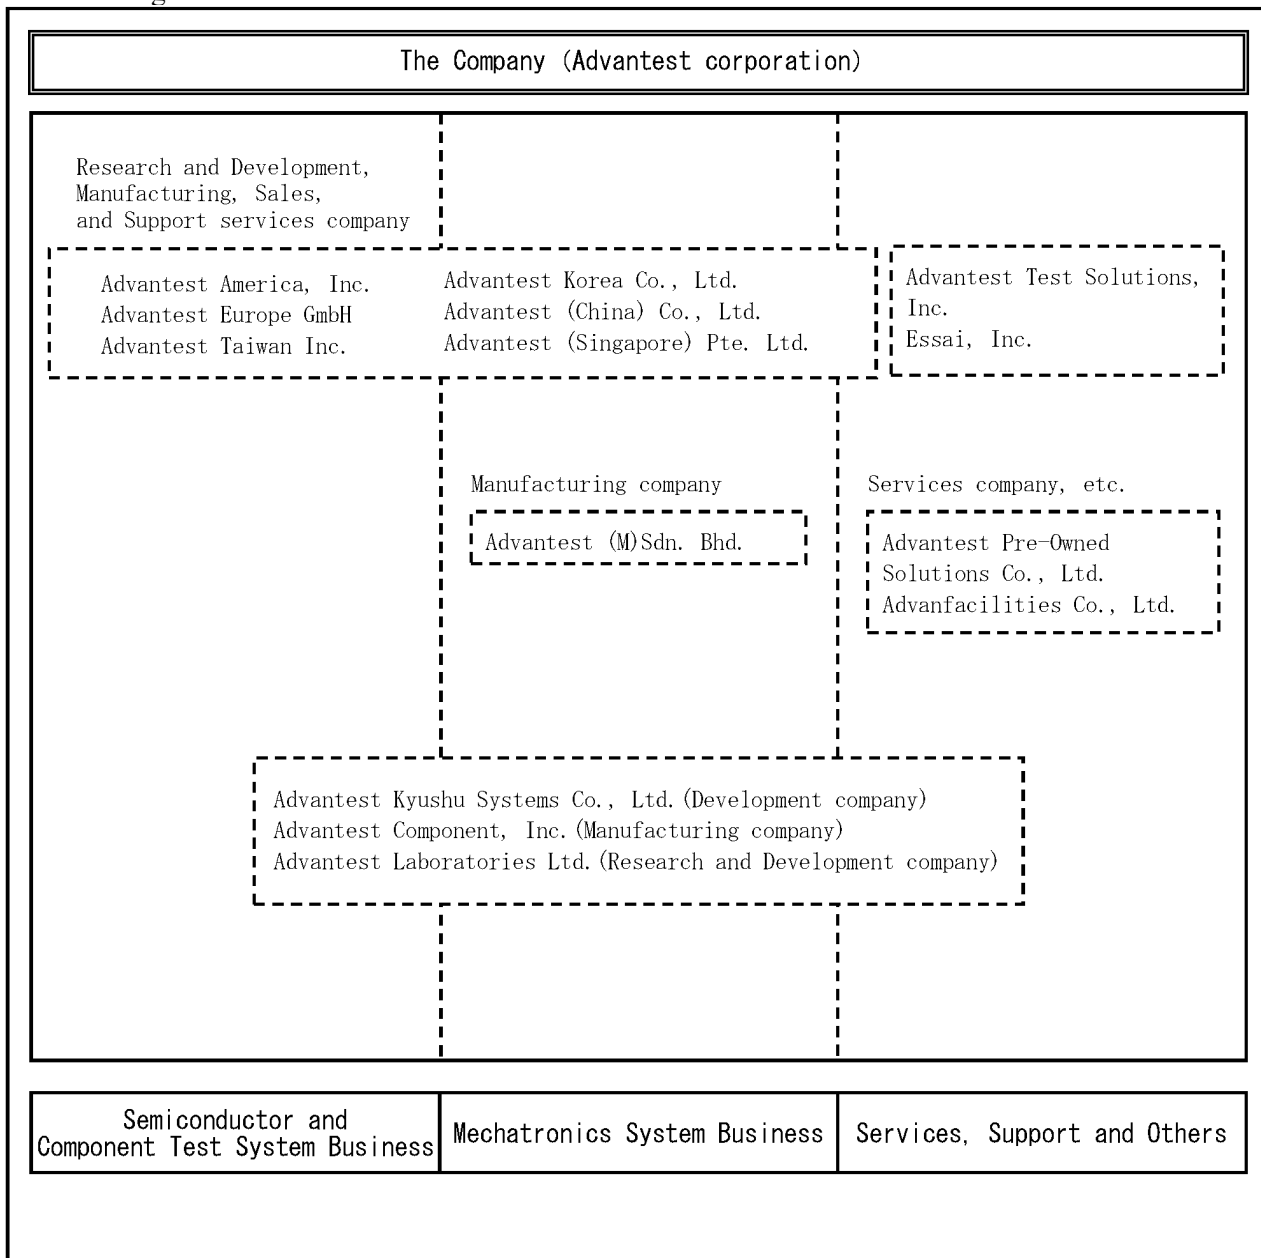 The Company (Advantest corporation)
Research and Development,
Manufacturing, Sales,
and Support services company
Advantest America, Inc.
Advantest Europe GmbH
Advantest Taiwan Inc.
Advantest Korea Co., Ltd.
Advantest (China) Co., Ltd.
Advantest (Singapore) Pte. Ltd.
Advantest Test Solutions,
Inc.
Essai, Inc.
Manufacturing company
Advantest (M)Sdn. Bhd.
Services company, etc.
Advantest Pre-Owned
Solutions Co., Ltd.
Advanfacilities Co., Ltd.
Advantest Kyushu Systems Co., Ltd.(Development company)
Advantest Component, Inc.(Manufacturing company)
Advantest Laboratories Ltd.(Research and Development company)
Semiconductor and
Component Test System Business
Mechatronics System Business
Services, Support and Others